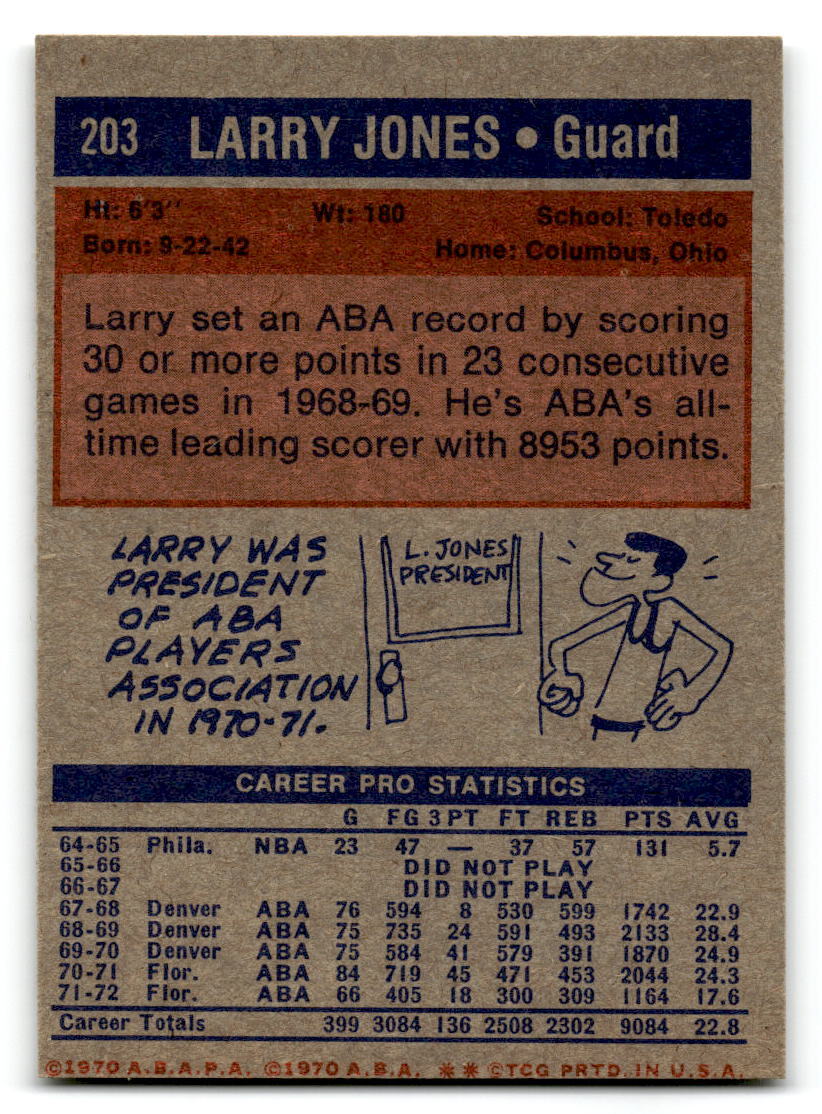 203 LARRY JONES • Guard
Ht: 6'3'' Wt: 180 School: Toledo
Born: 9-22-42 Home: Columbus, Ohio
Larry set an ABA record by scoring
30 or more points in 23 consecutive
games in 1968-69. He's ABA's all-
time leading scorer with 8953 points.
LARRY WAS
PRESIDENT
OF ABA
PLAYERS
ASSOCIATION
IN 1970-71.
L. JONES
PRESIDENT
CAREER PRO STATISTICS
G FG 3 PT FT REB PTS AVG
64-65 Phila. NBA 23 47 — 37 57 131 5.7
65-66 DID NOT PLAY
66-67 DID NOT PLAY
67-68 Denver ABA 76 594 8 530 599 1742 22.9
68-69 Denver ABA 75 735 24 591 493 2133 28.4
69-70 Denver ABA 75 584 41 579 391 1870 24.9
70-71 Flor. ABA 84 719 45 471 453 2044 24.3
71-72 Flor. ABA 66 405 18 300 309 1164 17.6
Career Totals 399 3084 136 2508 2302 9084 22.8
©1970 A.B.A.P.A. ©1970 A.B.A. ** ©TCG PRTD. IN U.S.A.